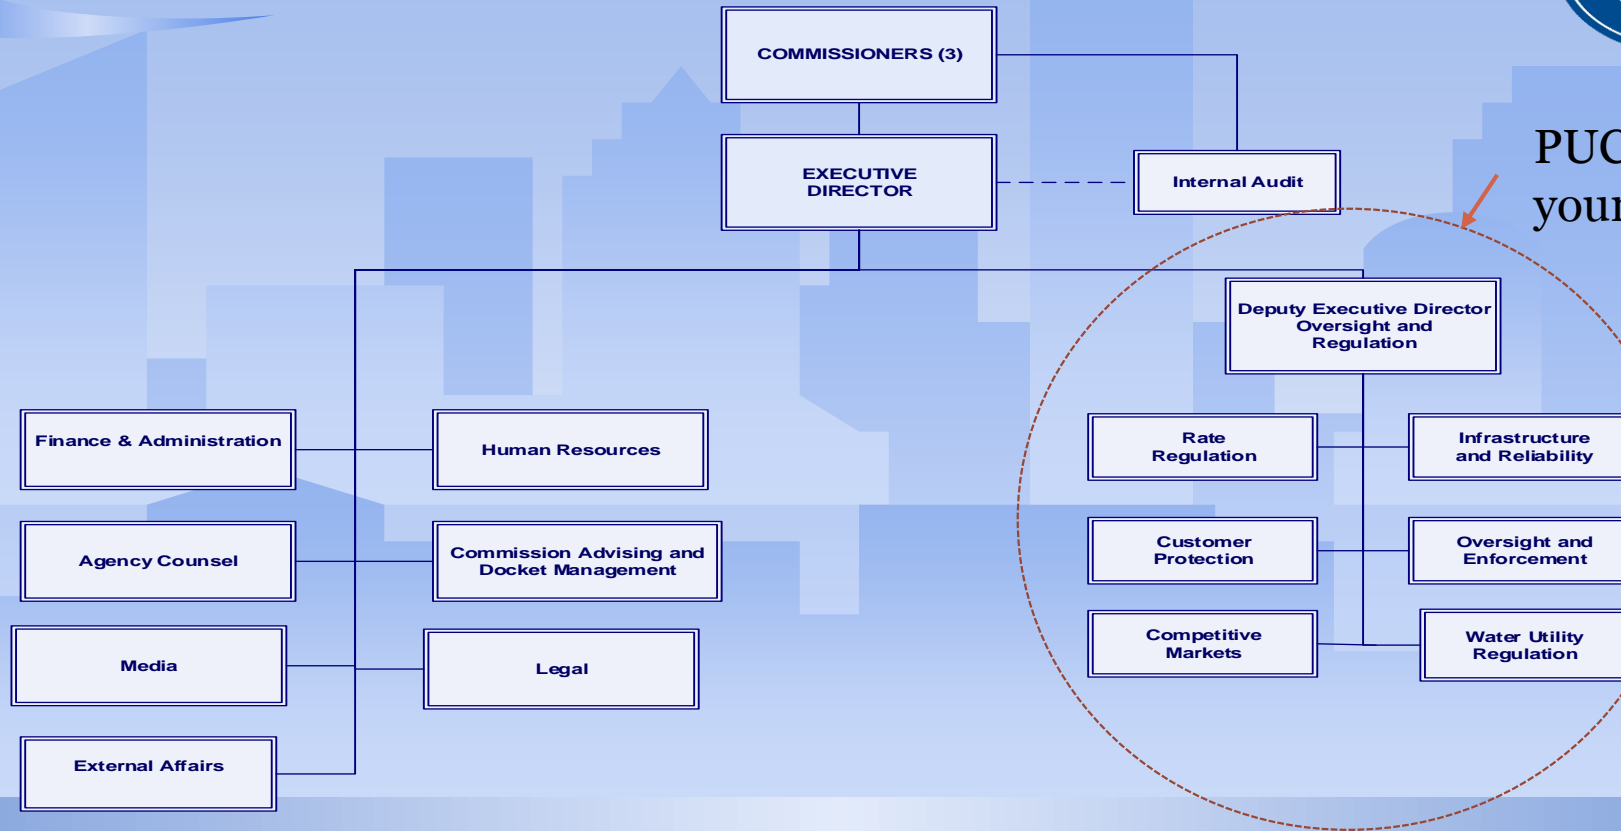 COMMISSIONERS (3)
EXECUTIVE
DIRECTOR
Internal Audit
Deputy Executive Director
Oversight and
Regulation
Finance & Administration
Human Resources
Agency Counsel
Commission Advising and
Docket Management
Media
Legal
External Affairs
Rate
Regulation
Infrastructure
and Reliability
Customer
Protection
Oversight and
Enforcement
Competitive
Markets
Water Utility
Regulation
PUC
your